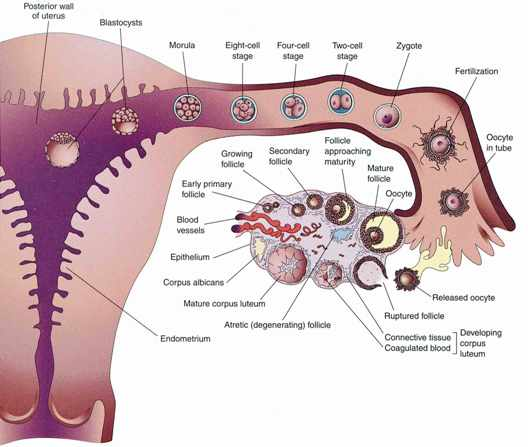 Posterior wall
of uterus
Blastocysts
Morula
Eight-cell
stage
Four-cell
stage
Two-cell
stage
Zygote
Fertilization
Oocyte
in tube
Growing
follicle
Secondary
follicle
Follicle
approaching
maturity
Mature
follicle
Oocyte
Early primary
follicle
Blood
vessels
Epithelium
Corpus albicans
Mature corpus luteum
Atretic (degenerating) follicle
Endometrium
Released oocyte
Ruptured follicle
Connective tissue
Coagulated blood
Developing
corpus
luteum